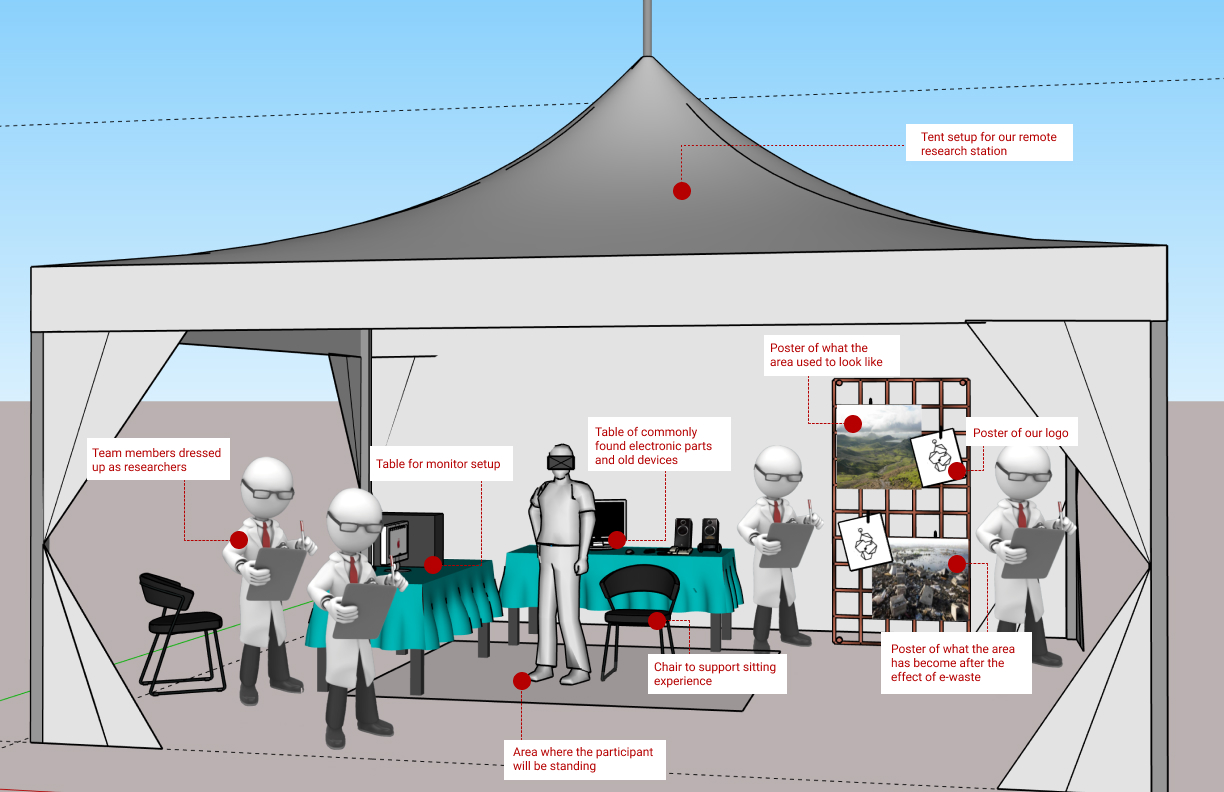 Tent setup for our remote
research station
Poster of what the
area used to look like
Team members dressed
up as researchers
Table for monitor setup
Table of commonly
found electronic parts
and old devices
Poster of our logo
Chair to support sitting
experience
Poster of what the area
has become after the
effect of e-waste
Area where the participant
will be standing